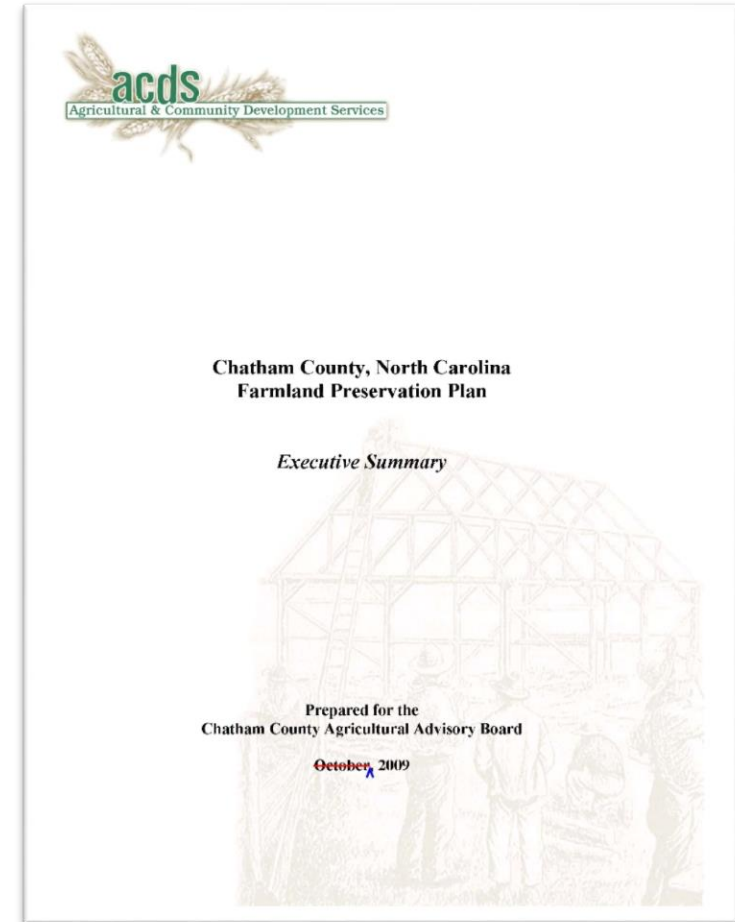 acds
Agricultural & Community Development Services
Chatham County, North Carolina
Farmland Preservation Plan
Executive Summary
Prepared for the
Chatham County Agricultural Advisory Board
October, 2009